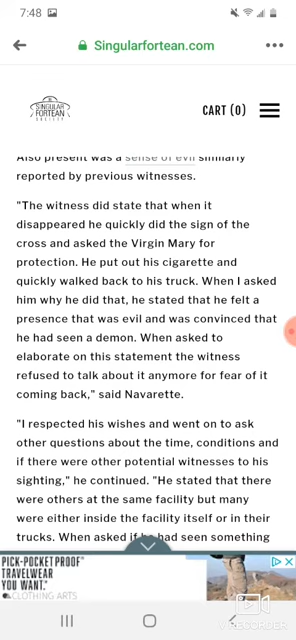 7:48
Singularfortean.com
THE
SINGULAR
FORTEAN
SOCIETY
CART (0)
Also present was a sense of evil similarly
reported by previous witnesses.
"The witness did state that when it
disappeared he quickly did the sign of the
cross and asked the Virgin Mary for
protection. He put out his cigarette and
quickly walked back to his truck. When I asked
him why he did that, he stated that he felt a
presence that was evil and was convinced that
he had seen a demon. When asked to
elaborate on this statement the witness
refused to talk about it anymore for fear of it
coming back," said Navarette.
"I respected his wishes and went on to ask
other questions about the time, conditions and
if there were other potential witnesses to his
sighting," he continued. "He stated that there
were others at the same facility but many
were either inside the facility itself or in their
trucks. When asked if he had seen something
PICK-POCKET PROOF
TRAVELWEAR
YOU WANT.
CLOTHING ARTS
VIDEO RECORDER